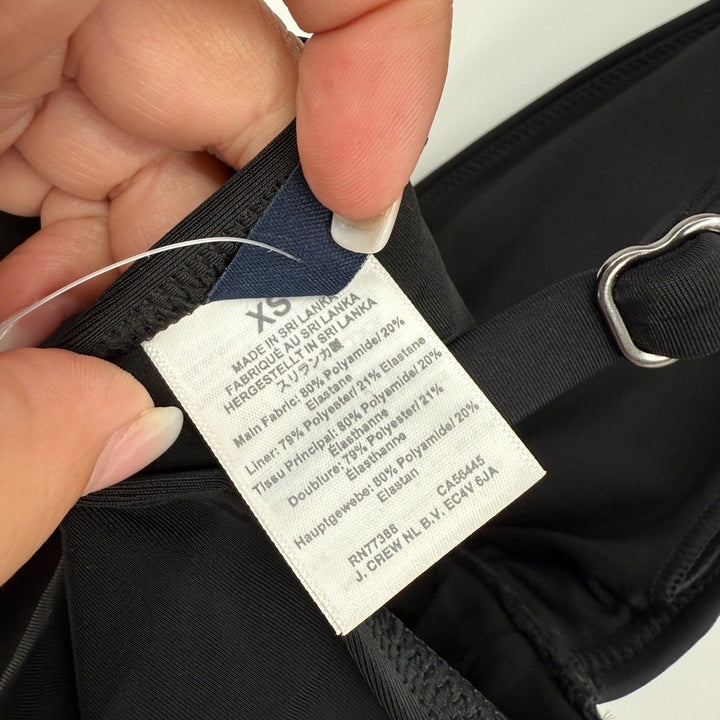 XS
MADE IN SRI LANKA
FABRIQUÉ AU SRI LANKA
HERGESTELLT IN SRI LANKA
スリランカ製
Main Fabric: 80% Polyamide/ 20%
Elastane
Liner: 79% Polyester/ 21% Elastane
Tissu Principal: 80% Polyamide/ 20%
Élasthanne
Doublure: 79% Polyester/ 21%
Élasthanne
Hauptgewebe: 80% Polyamide/ 20%
Elastan
RN77388 CA56445
J. CREW NL B.V. EC4V 6JA